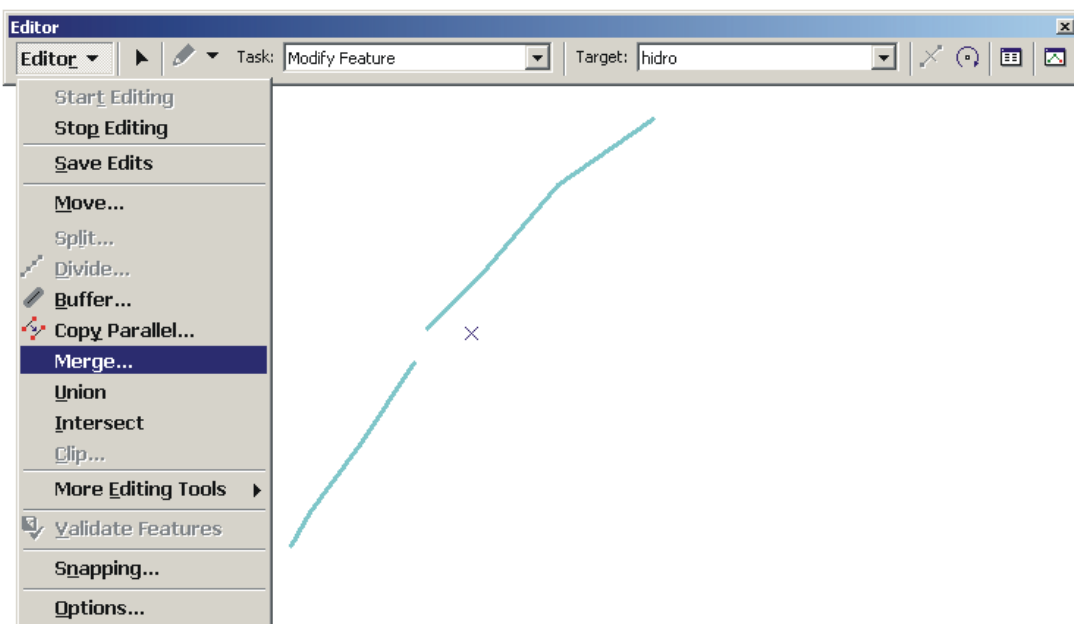 Editor
Editor Task: Modify Feature Target: hidro
Start Editing
Stop Editing
Save Edits
Move...
Split...
Divide...
Buffer...
Copy Parallel...
Merge...
Union
Intersect
Clip...
More Editing Tools
Validate Features
Snapping...
Options...